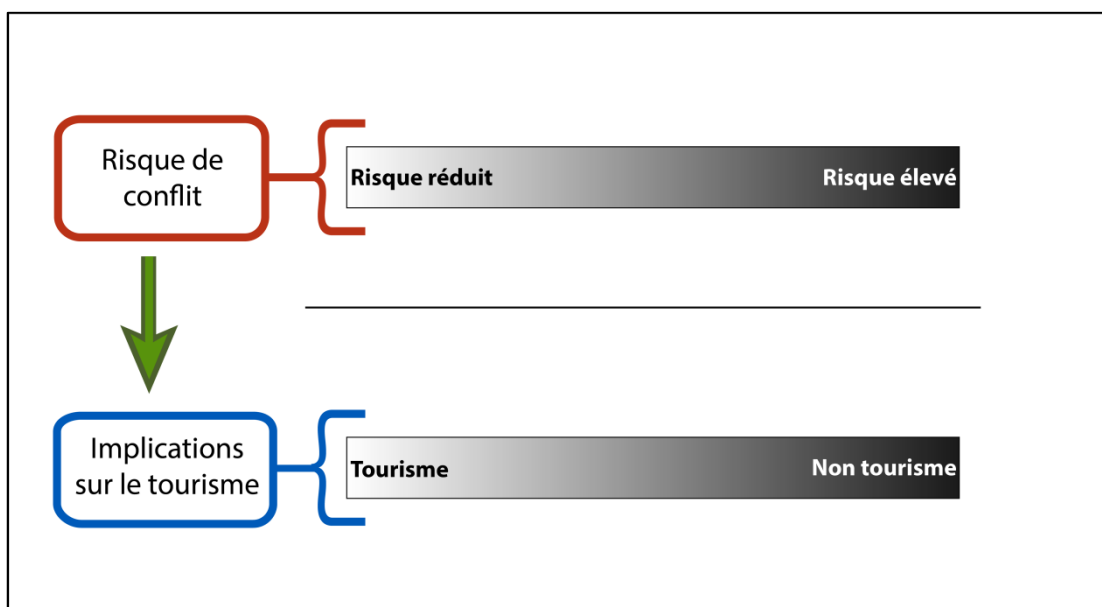 Risque de
conflit
Risque réduit
Risque élevé
Implications
sur le tourisme
Tourisme
Non tourisme